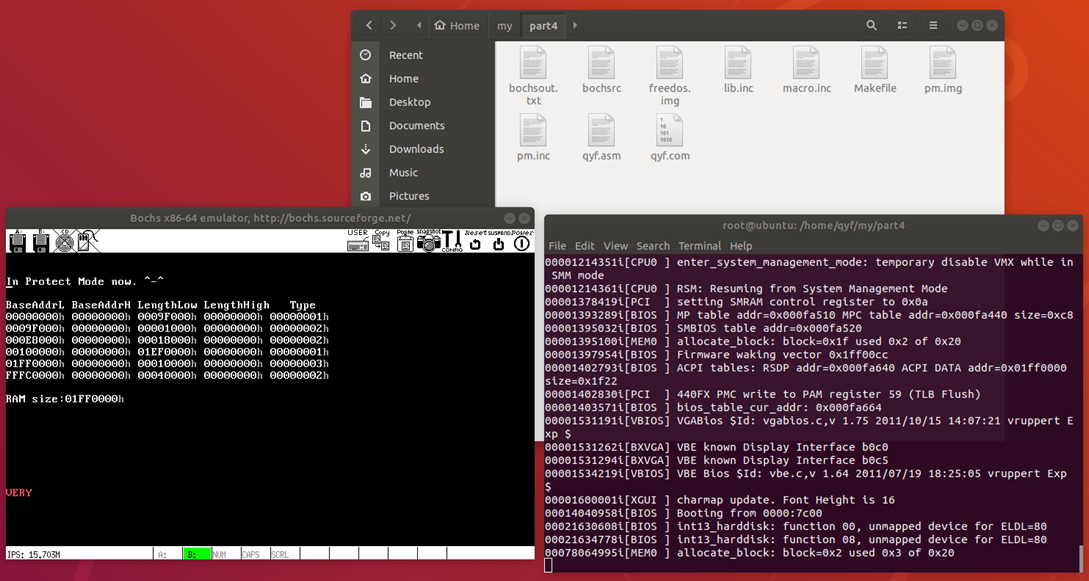 Home my part4
Recent
Home
Desktop
Documents
Downloads
Music
Pictures
bochsout.
txt
bochsrc
freedos.
img
lib.inc
macro.inc
Makefile
pm.img
pm.inc
qyf.asm
1
10
101
1010
qyf.com
Bochs x86-64 emulator, http://bochs.sourceforge.net/
A: B: CD USER Copy Paste snapshot CONFIG Reset SUSPEND Power
In Protect Mode now. ^-^
BaseAddrL BaseAddrH LengthLow LengthHigh Type
00000000h 00000000h 0009F000h 00000000h 00000001h
0009F000h 00000000h 00001000h 00000000h 00000002h
000E8000h 00000000h 00018000h 00000000h 00000002h
00100000h 00000000h 01EF0000h 00000000h 00000001h
01FF0000h 00000000h 00010000h 00000000h 00000003h
FFFC0000h 00000000h 00040000h 00000000h 00000002h
RAM size:01FF0000h
VERY
IPS: 15.703M A: B: NUM CAPS SCRL
root@ubuntu: /home/qyf/my/part4
File Edit View Search Terminal Help
00001214351i[CPU0 ] enter_system_management_mode: temporary disable VMX while in
SMM mode
00001214361i[CPU0 ] RSM: Resuming from System Management Mode
00001378419i[PCI ] setting SMRAM control register to 0x0a
00001393289i[BIOS ] MP table addr=0x000fa510 MPC table addr=0x000fa440 size=0xc8
00001395032i[BIOS ] SMBIOS table addr=0x000fa520
00001395100i[MEM0 ] allocate_block: block=0x1f used 0x2 of 0x20
00001397954i[BIOS ] Firmware waking vector 0x1ff00cc
00001402793i[BIOS ] ACPI tables: RSDP addr=0x000fa640 ACPI DATA addr=0x01ff0000
size=0x1f22
00001402830i[PCI ] 440FX PMC write to PAM register 59 (TLB Flush)
00001403571i[BIOS ] bios_table_cur_addr: 0x000fa664
00001531191i[VBIOS] VGABios $Id: vgabios.c,v 1.75 2011/10/15 14:07:21 vruppert E
xp $
00001531262i[BXVGA] VBE known Display Interface b0c0
00001531294i[BXVGA] VBE known Display Interface b0c5
00001534219i[VBIOS] VBE Bios $Id: vbe.c,v 1.64 2011/07/19 18:25:05 vruppert Exp
$
00001600001i[XGUI ] charmap update. Font Height is 16
00014040958i[BIOS ] Booting from 0000:7c00
00021630608i[BIOS ] int13_harddisk: function 00, unmapped device for ELDL=80
00021634778i[BIOS ] int13_harddisk: function 08, unmapped device for ELDL=80
00078064995i[MEM0 ] allocate_block: block=0x2 used 0x3 of 0x20